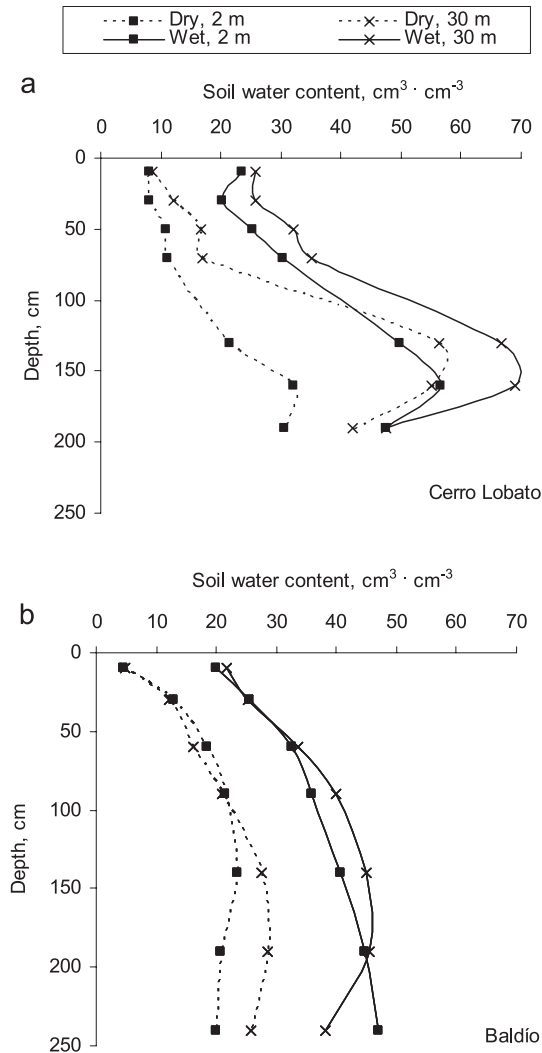 Dry, 2 m Dry, 30 m
Wet, 2 m Wet, 30 m
a
Soil water content, cm³ · cm⁻³
0 10 20 30 40 50 60 70
0
50
100
150
200
250
Depth, cm
Cerro Lobato
b
Soil water content, cm³ · cm⁻³
0 10 20 30 40 50 60 70
0
50
100
150
200
250
Depth, cm
Baldío